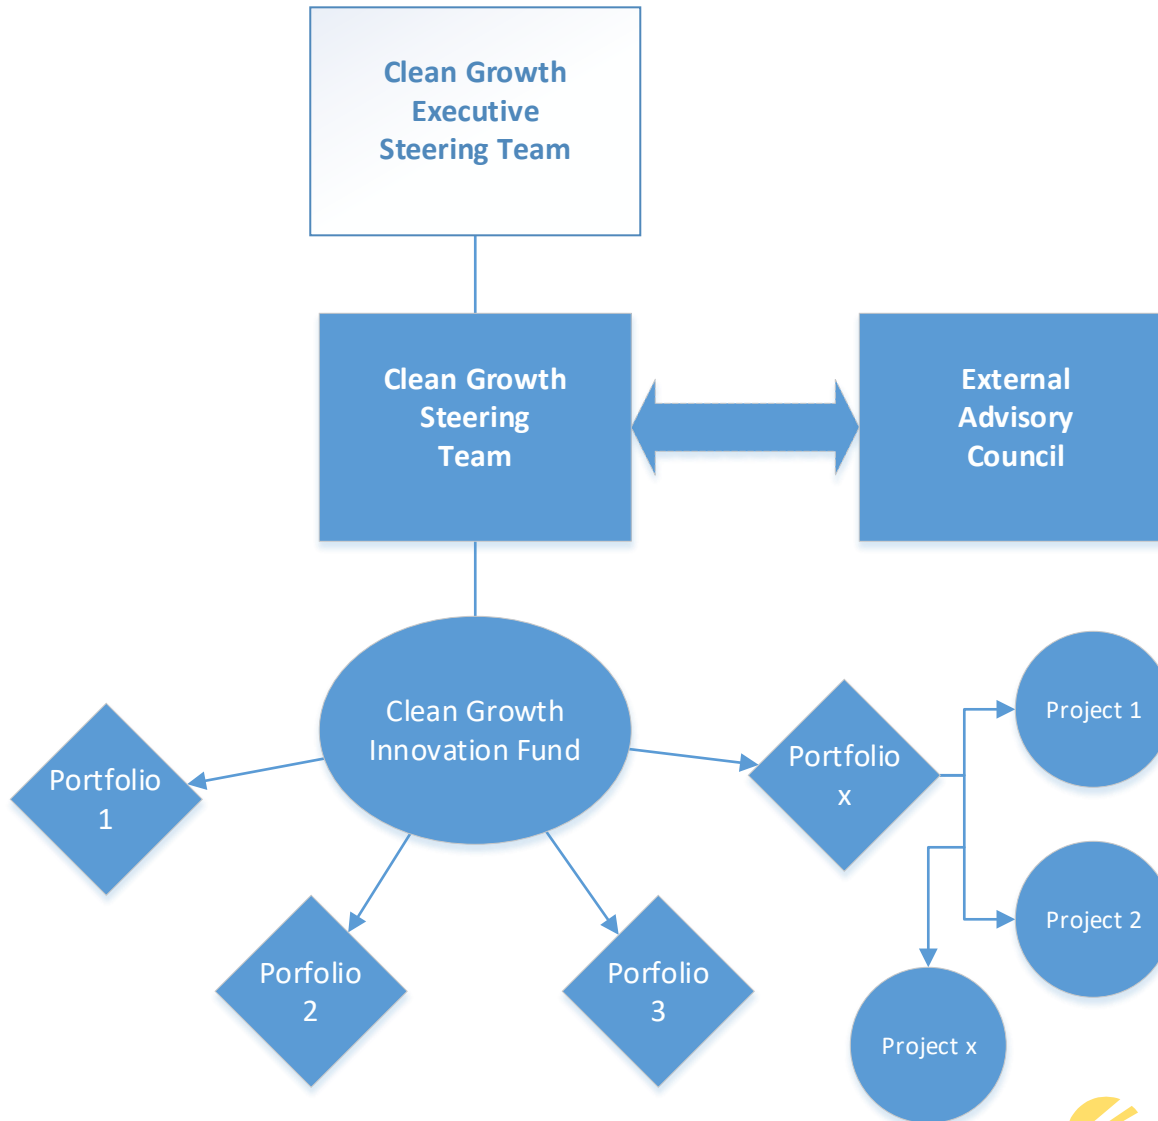 Clean Growth
Executive
Steering Team
Clean Growth
Steering
Team
External
Advisory
Council
Clean Growth
Innovation Fund
Portfolio
1
Porfolio
2
Porfolio
3
Portfolio
x
Project 1
Project 2
Project x